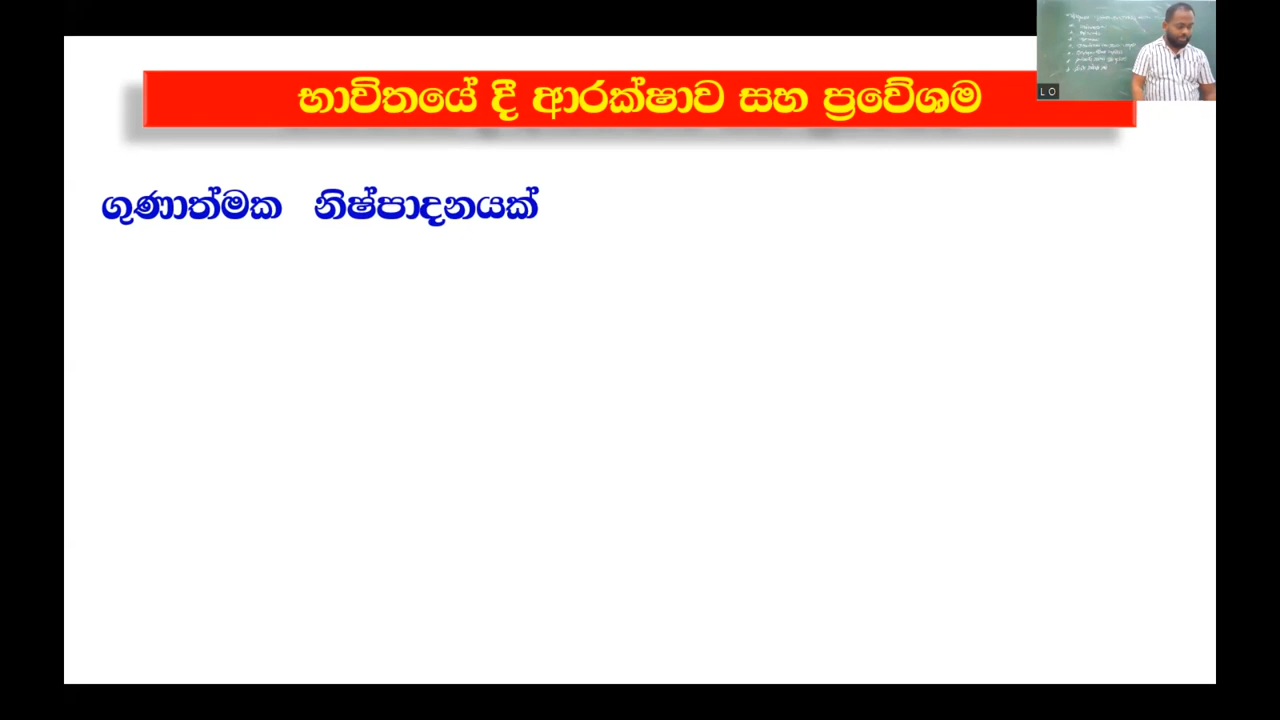 භාවිතයේ දී ආරක්ෂාව සහ ප්‍රවේශම
ගුණාත්මක නිෂ්පාදනයක්
L O